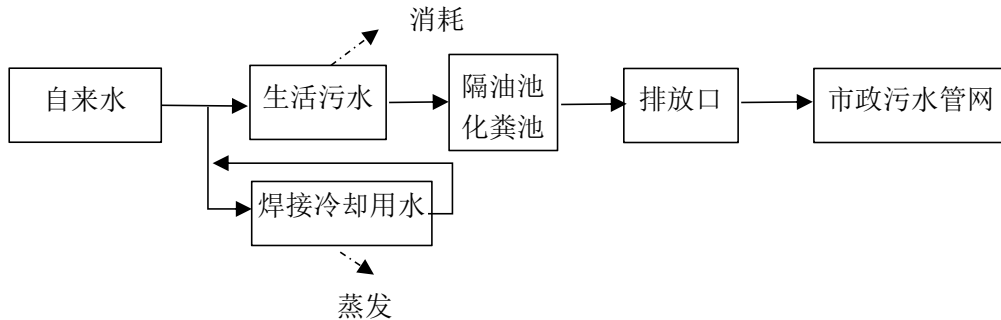 消耗
自来水
生活污水
隔油池
化粪池
排放口
市政污水管网
焊接冷却用水
蒸发